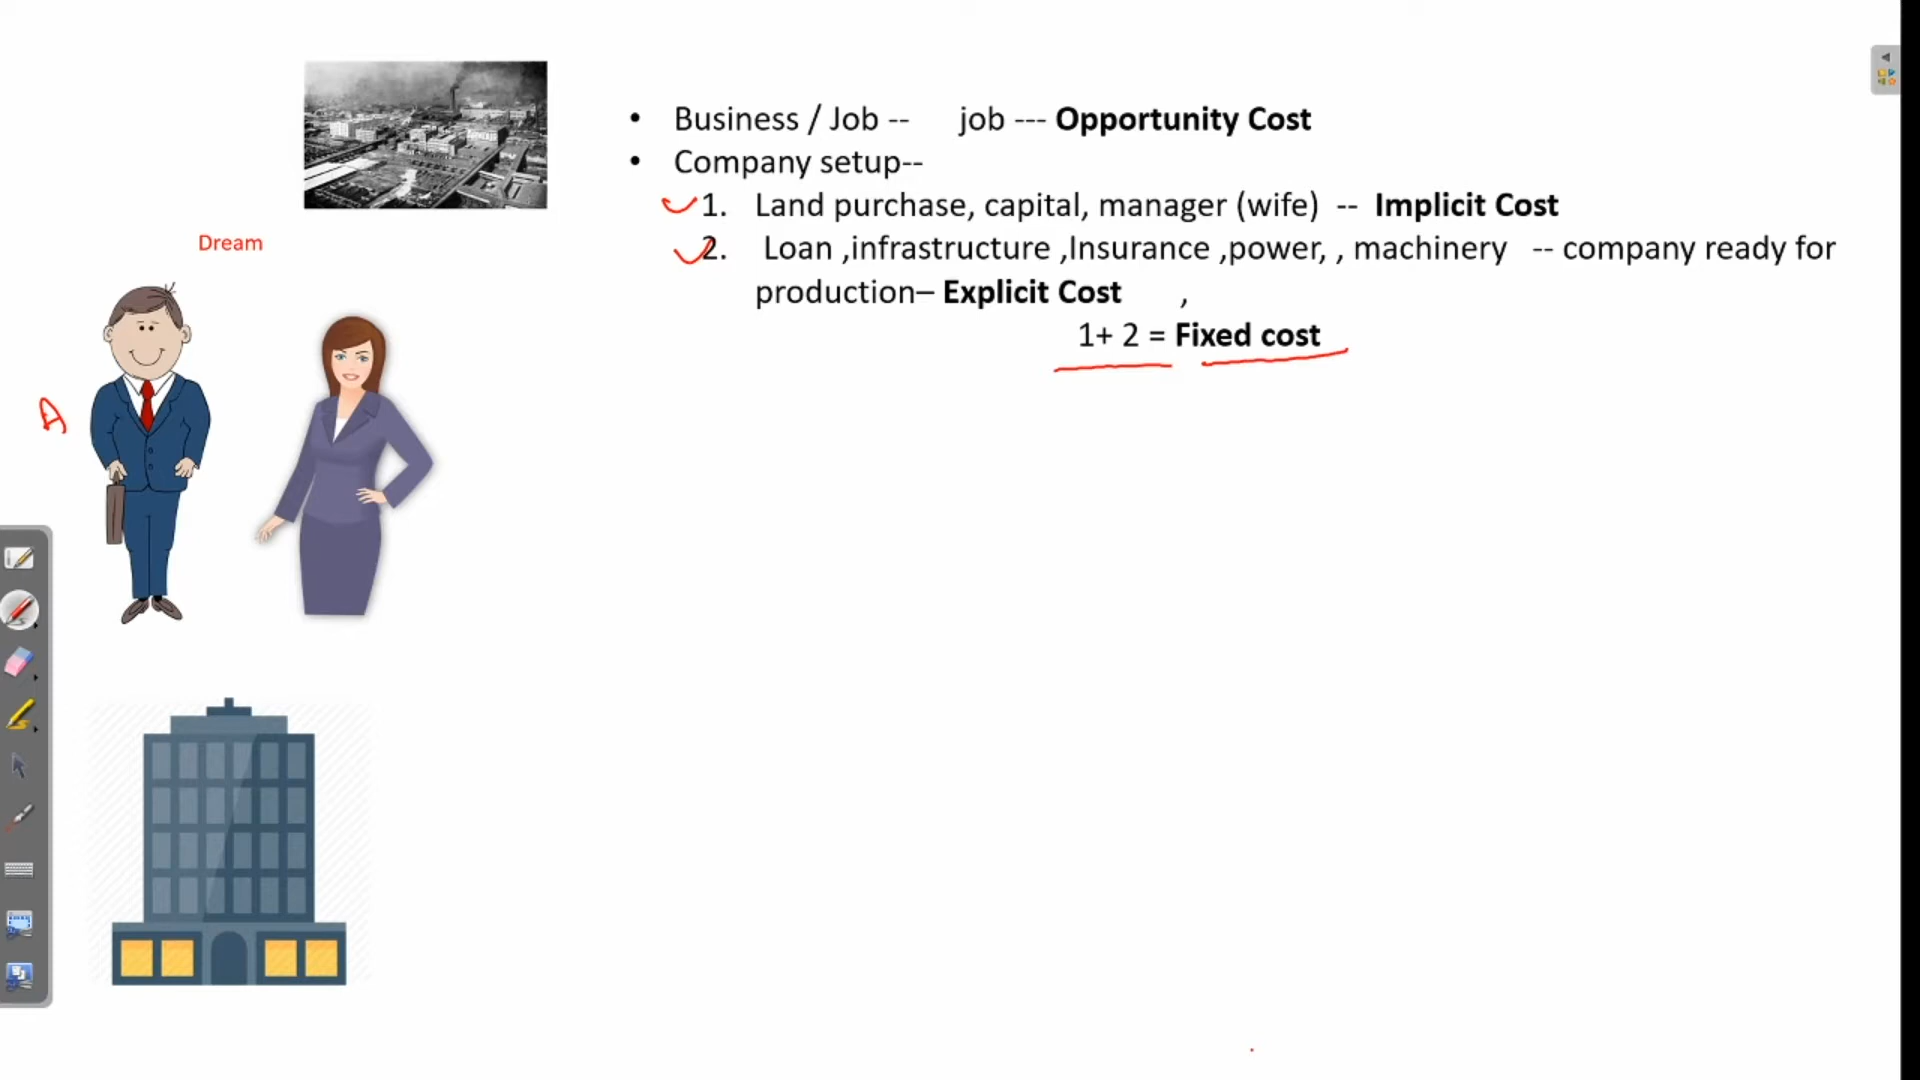 • Business / Job -- job --- Opportunity Cost
• Company setup--
1. Land purchase, capital, manager (wife) -- Implicit Cost
Dream
2. Loan ,infrastructure ,Insurance ,power, , machinery -- company ready for
production– Explicit Cost ,
1+ 2 = Fixed cost
A